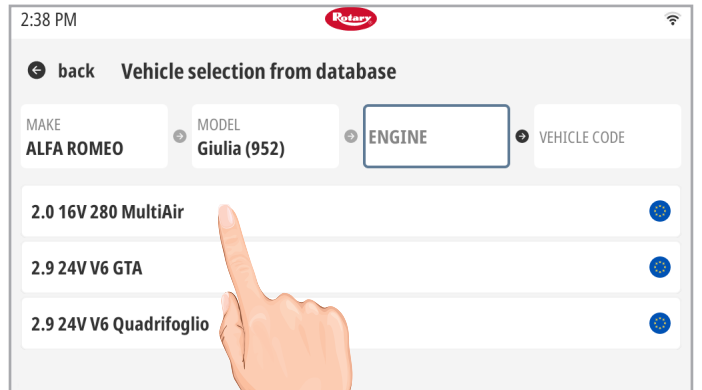 2:38 PM
Rotary
back
Vehicle selection from database
MAKE
ALFA ROMEO
MODEL
Giulia (952)
ENGINE
VEHICLE CODE
2.0 16V 280 MultiAir
2.9 24V V6 GTA
2.9 24V V6 Quadrifoglio